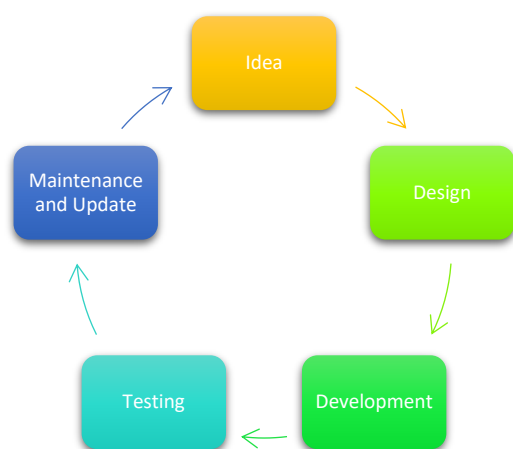 Idea
Design
Development
Testing
Maintenance
and Update